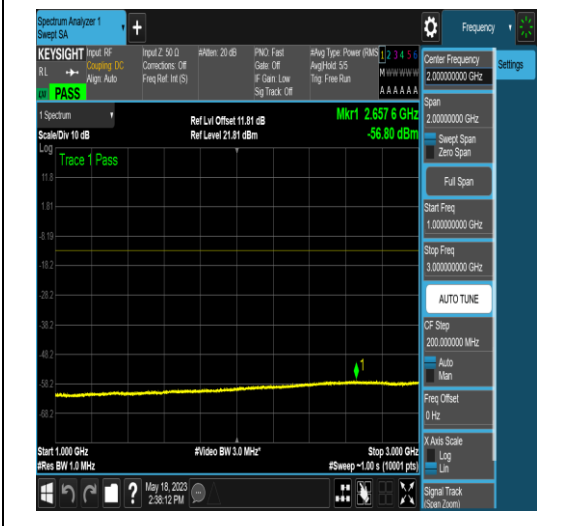 Spectrum Analyzer 1
Swept SA
+
Frequency
KEYSIGHT
Input: RF
Input Z: 50 Ω
#Atten: 20 dB
PNO: Fast
#Avg Type: Power (RMS
1 2 3 4 5 6
RL
Coupling: DC
Corrections: Off
Gate: Off
Avg|Hold: 5/5
M W W W W W
Align: Auto
Freq Ref: Int (S)
IF Gain: Low
Trig: Free Run
Sig Track: Off
A A A A A A
PASS
1 Spectrum
Ref Lvl Offset 11.81 dB
Mkr1 2.657 6 GHz
Scale/Div 10 dB
Ref Level 21.81 dBm
-56.80 dBm
Log
Trace 1 Pass
11.8
1.81
-8.19
-18.2
-28.2
-38.2
-48.2
1
-58.2
-68.2
Start 1.000 GHz
#Video BW 3.0 MHz*
Stop 3.000 GHz
#Res BW 1.0 MHz
#Sweep ~1.00 s (10001 pts)
?
May 18, 2023
2:38:12 PM
Center Frequency
2.000000000 GHz
Settings
Span
2.00000000 GHz
Swept Span
Zero Span
Full Span
Start Freq
1.000000000 GHz
Stop Freq
3.000000000 GHz
AUTO TUNE
CF Step
200.000000 MHz
Auto
Man
Freq Offset
0 Hz
X Axis Scale
Log
Lin
Signal Track
(Span Zoom)